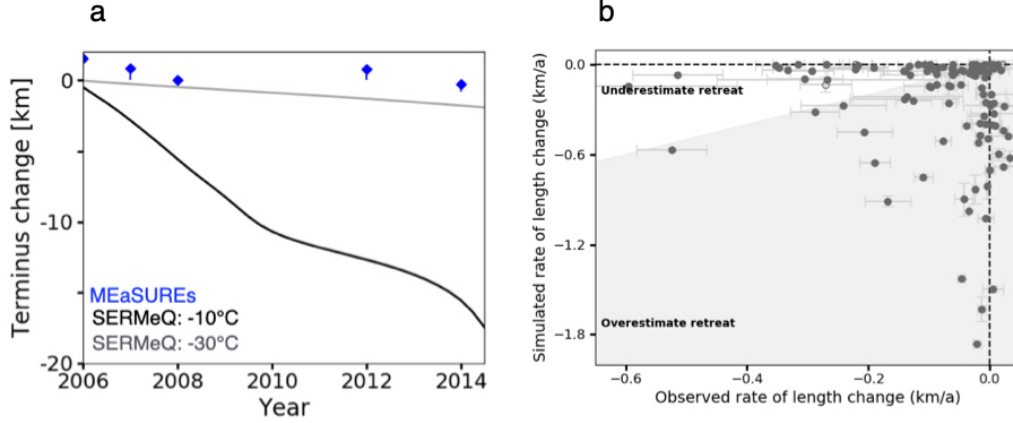 a
Terminus change [km]
0
-10
-20
MEaSUREs
SERMeQ: -10°C
SERMeQ: -30°C
2006
2008
2010
2012
2014
Year
b
Simulated rate of length change (km/a)
0.0
−0.6
−1.2
−1.8
Underestimate retreat
Overestimate retreat
−0.6
−0.4
−0.2
0.0
Observed rate of length change (km/a)